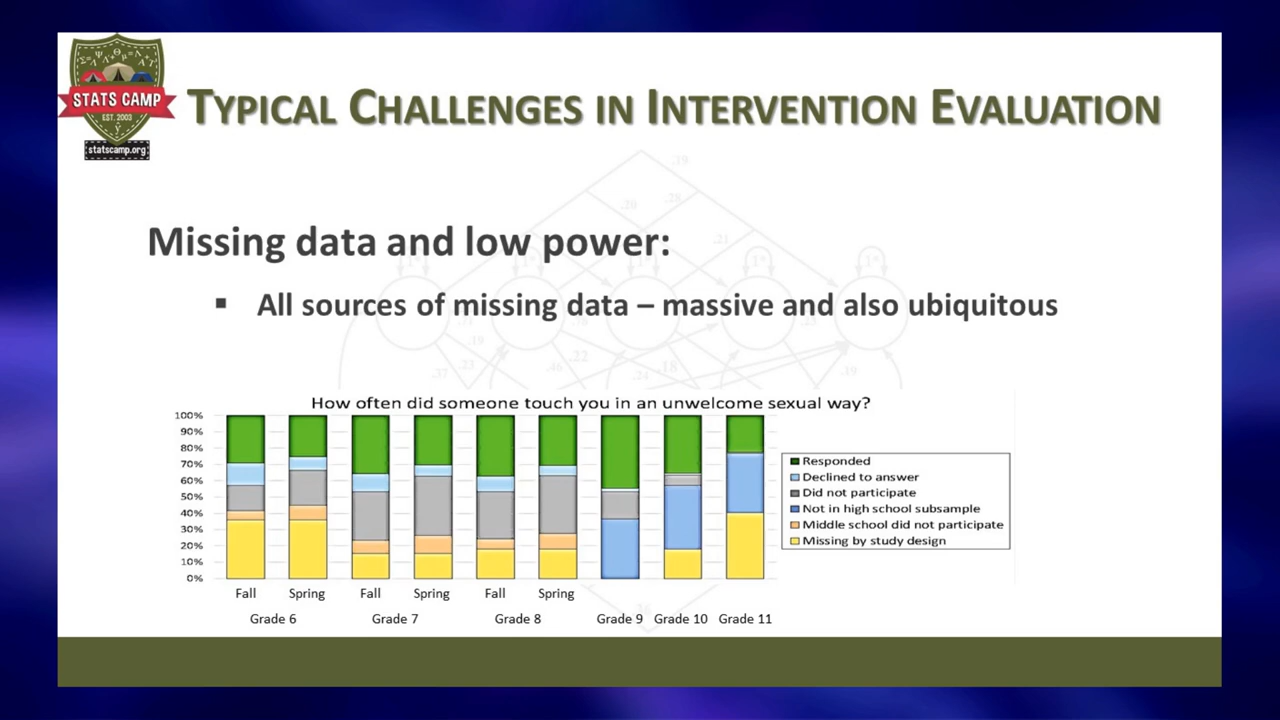 STATS CAMP
EST. 2003
statscamp.org
TYPICAL CHALLENGES IN INTERVENTION EVALUATION
Missing data and low power:
▪ All sources of missing data – massive and also ubiquitous
How often did someone touch you in an unwelcome sexual way?
100%
90%
80%
70%
60%
50%
40%
30%
20%
10%
0%
Responded
Declined to answer
Did not participate
Not in high school subsample
Middle school did not participate
Missing by study design
Fall Spring Fall Spring Fall Spring
Grade 6 Grade 7 Grade 8 Grade 9 Grade 10 Grade 11